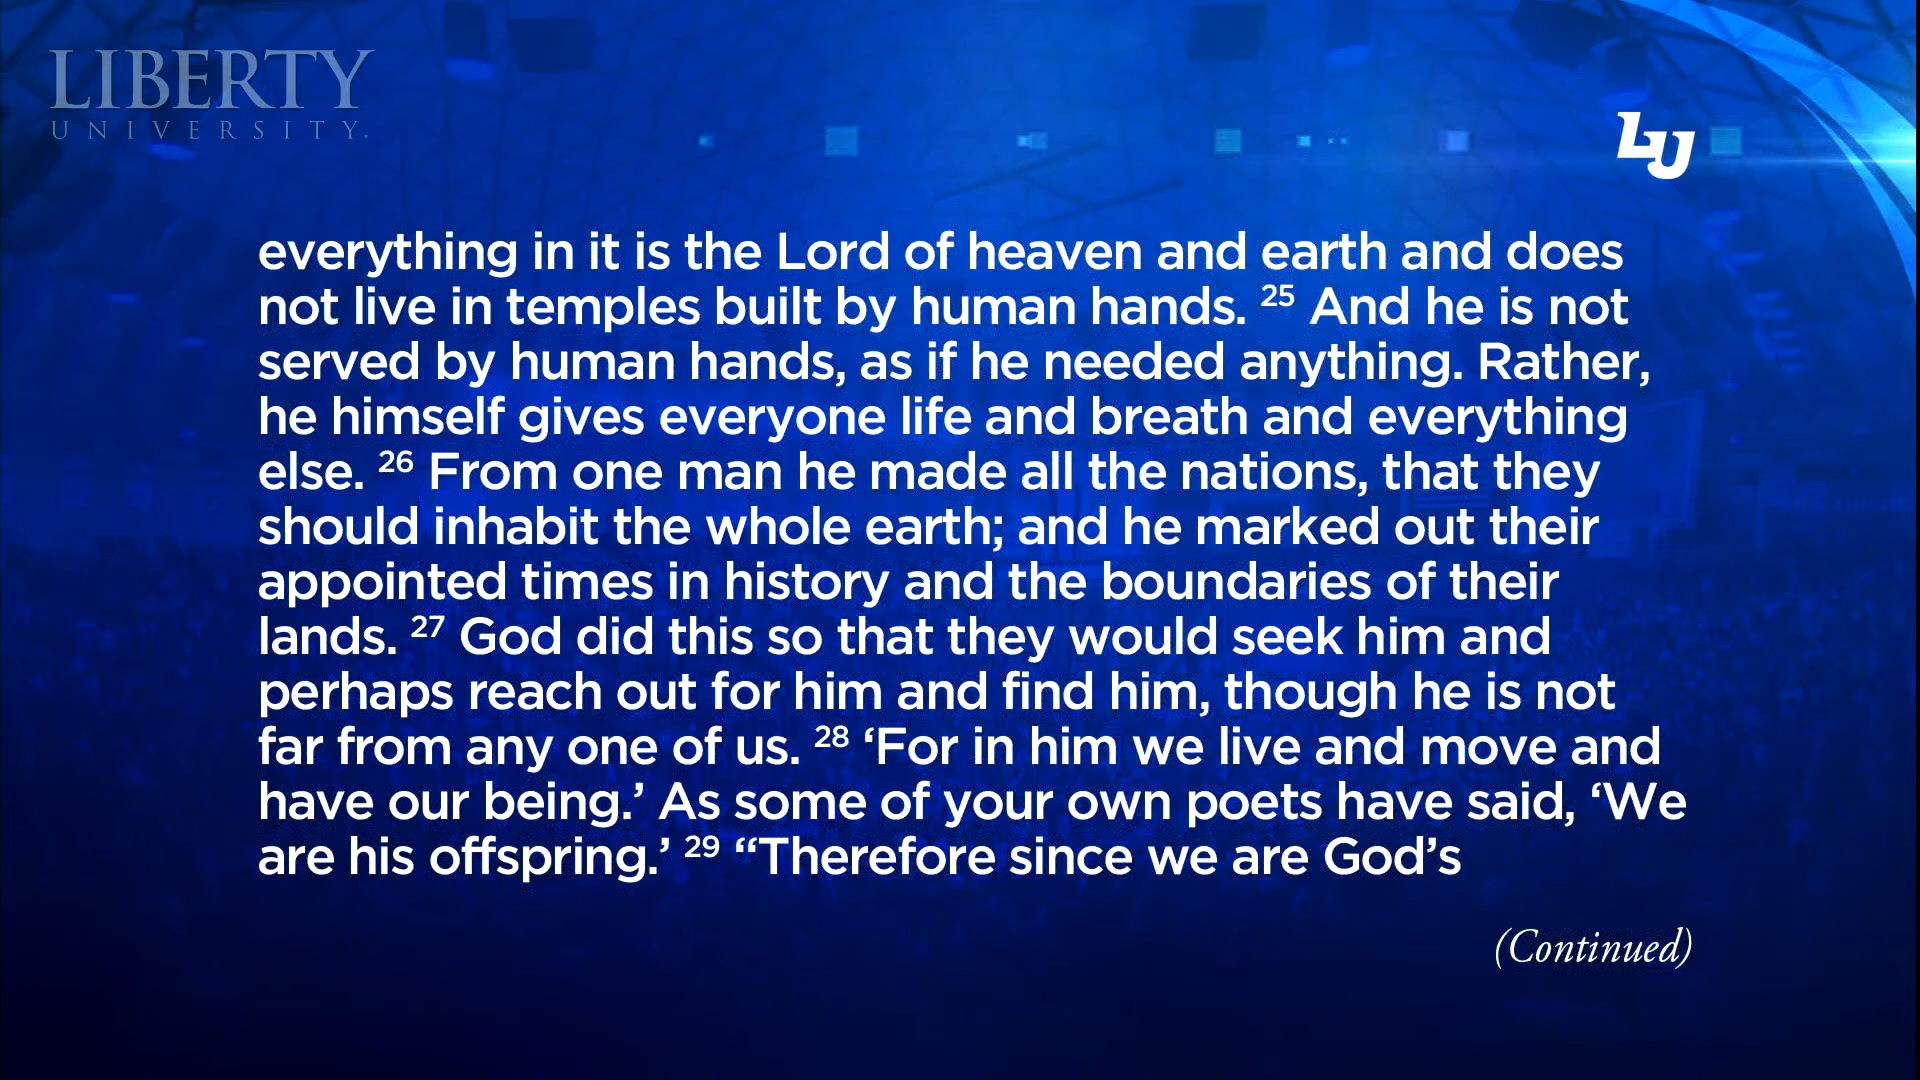 LIBERTY
UNIVERSITY.
LU
everything in it is the Lord of heaven and earth and does
not live in temples built by human hands. 25 And he is not
served by human hands, as if he needed anything. Rather,
he himself gives everyone life and breath and everything
else. 26 From one man he made all the nations, that they
should inhabit the whole earth; and he marked out their
appointed times in history and the boundaries of their
lands. 27 God did this so that they would seek him and
perhaps reach out for him and find him, though he is not
far from any one of us. 28 ‘For in him we live and move and
have our being.’ As some of your own poets have said, ‘We
are his offspring.’ 29 “Therefore since we are God’s
(Continued)